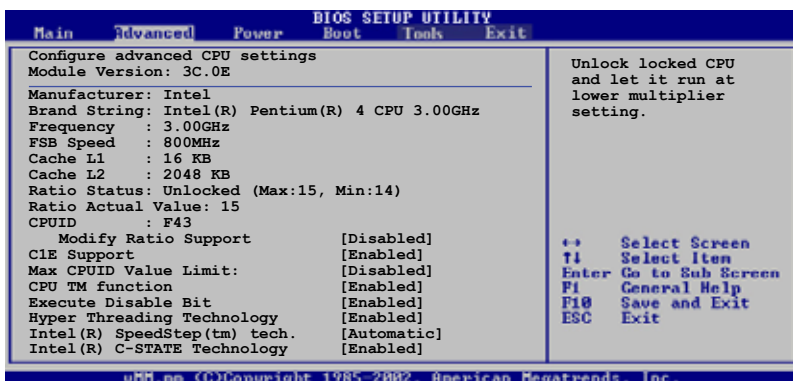 BIOS SETUP UTILITY
Main Advanced Power Boot Tools Exit
Configure advanced CPU settings
Module Version: 3C.0E
Manufacturer: Intel
Brand String: Intel(R) Pentium(R) 4 CPU 3.00GHz
Frequency : 3.00GHz
FSB Speed : 800MHz
Cache L1 : 16 KB
Cache L2 : 2048 KB
Ratio Status: Unlocked (Max:15, Min:14)
Ratio Actual Value: 15
CPUID : F43
Modify Ratio Support [Disabled]
C1E Support [Enabled]
Max CPUID Value Limit: [Disabled]
CPU TM function [Enabled]
Execute Disable Bit [Enabled]
Hyper Threading Technology [Enabled]
Intel(R) SpeedStep(tm) tech. [Automatic]
Intel(R) C-STATE Technology [Enabled]
Unlock locked CPU
and let it run at
lower multiplier
setting.
↔ Select Screen
↑↓ Select Item
Enter Go to Sub Screen
F1 General Help
F10 Save and Exit
ESC Exit
(C)Copyright 1985-2002, American Megatrends, Inc.